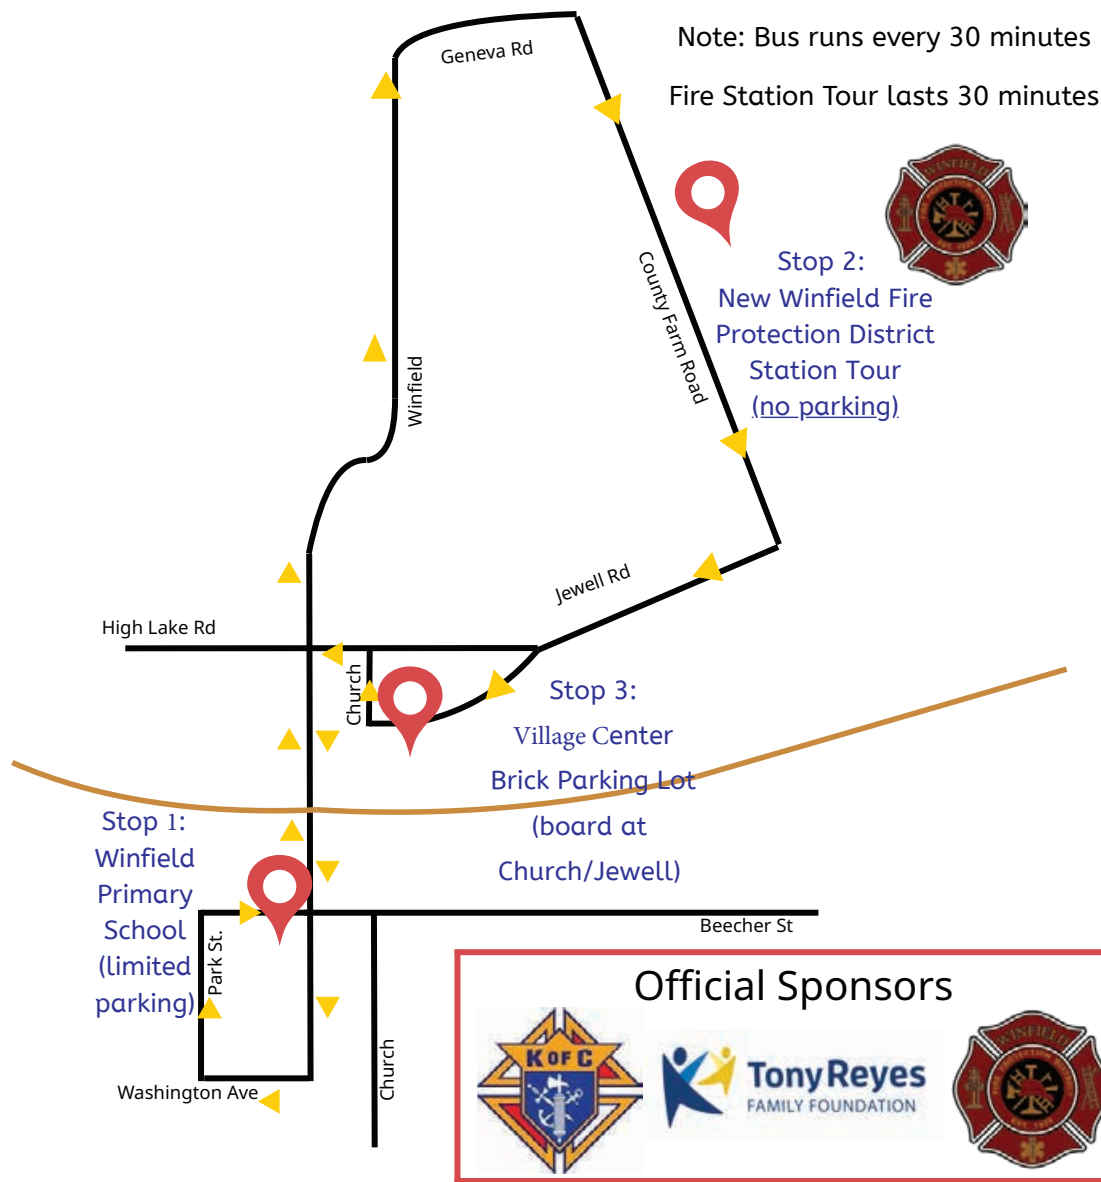 Geneva Rd
Note: Bus runs every 30 minutes
Fire Station Tour lasts 30 minutes
WINFIELD
County Farm Road
Stop 2:
New Winfield Fire
Protection District
Station Tour
(no parking)
Winfield
Jewell Rd
High Lake Rd
Church
Stop 3:
Village Center
Brick Parking Lot
(board at
Church/Jewell)
Stop 1:
Winfield
Primary
School
(limited
parking)
Park St.
Beecher St
Washington Ave
Church
Official Sponsors
K OF C
Tony Reyes
FAMILY FOUNDATION
WINFIELD